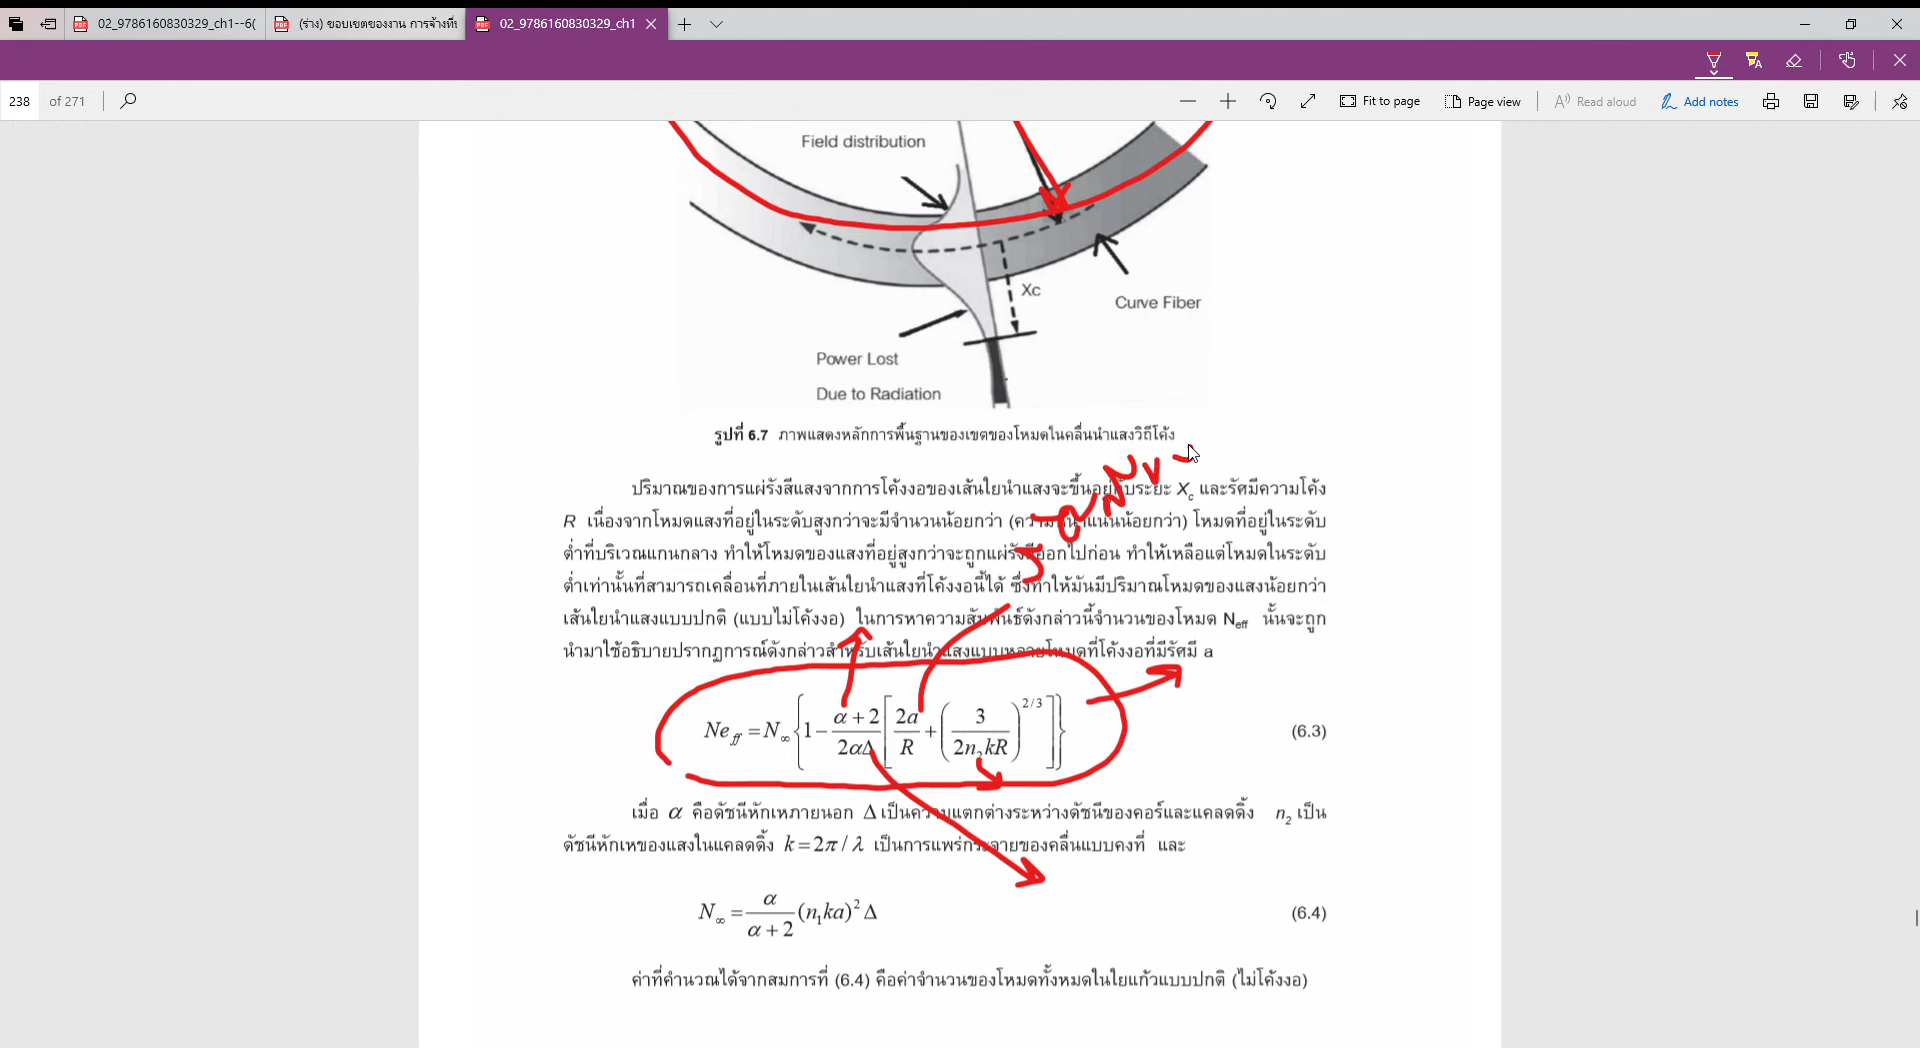 02_9786160830329_ch1--6(
(ร่าง) ขอบเขตของงาน การจ้างที่ป
02_9786160830329_ch1
238 of 271
Fit to page
Page view
Read aloud
Add notes
Field distribution
Xc
Curve Fiber
Power Lost
Due to Radiation
รูปที่ 6.7 ภาพแสดงหลักการพื้นฐานของเขตของโหมดในคลื่นนำแสงวิถีโค้ง
ปริมาณของการแผ่รังสีแสงจากการโค้งงอของเส้นใยนำแสงจะขึ้นอยู่กับระยะ Xc และรัศมีความโค้ง
R เนื่องจากโหมดแสงที่อยู่ในระดับสูงกว่าจะมีจำนวนน้อยกว่า (ความหนาแน่นน้อยกว่า) โหมดที่อยู่ในระดับ
ต่ำที่บริเวณแกนกลาง ทำให้โหมดของแสงที่อยู่สูงกว่าจะถูกแผ่รังสีออกไปก่อน ทำให้เหลือแต่โหมดในระดับ
ต่ำเท่านั้นที่สามารถเคลื่อนที่ภายในเส้นใยนำแสงที่โค้งงอนี้ได้ ซึ่งทำให้มันมีปริมาณโหมดของแสงน้อยกว่า
เส้นใยนำแสงแบบปกติ (แบบไม่โค้งงอ) ในการหาความสัมพันธ์ดังกล่าวนี้จำนวนของโหมด Neff นั้นจะถูก
นำมาใช้อธิบายปรากฏการณ์ดังกล่าวสำหรับเส้นใยนำแสงแบบหลายโหมดที่โค้งงอที่มีรัศมี a
Neff = N∞ {1 − (α+2)/(2αΔ) [2a/R + (3/(2n₂kR))^2/3]} (6.3)
เมื่อ α คือดัชนีหักเหภายนอก Δ เป็นความแตกต่างระหว่างดัชนีของคอร์และแคลดดิ้ง n₂ เป็น
ดัชนีหักเหของแสงในแคลดดิ้ง k=2π/λ เป็นการแพร่กระจายของคลื่นแบบคงที่ และ
N∞ = α/(α+2) (n₁ka)² Δ (6.4)
ค่าที่คำนวณได้จากสมการที่ (6.4) คือค่าจำนวนของโหมดทั้งหมดในใยแก้วแบบปกติ (ไม่โค้งงอ)